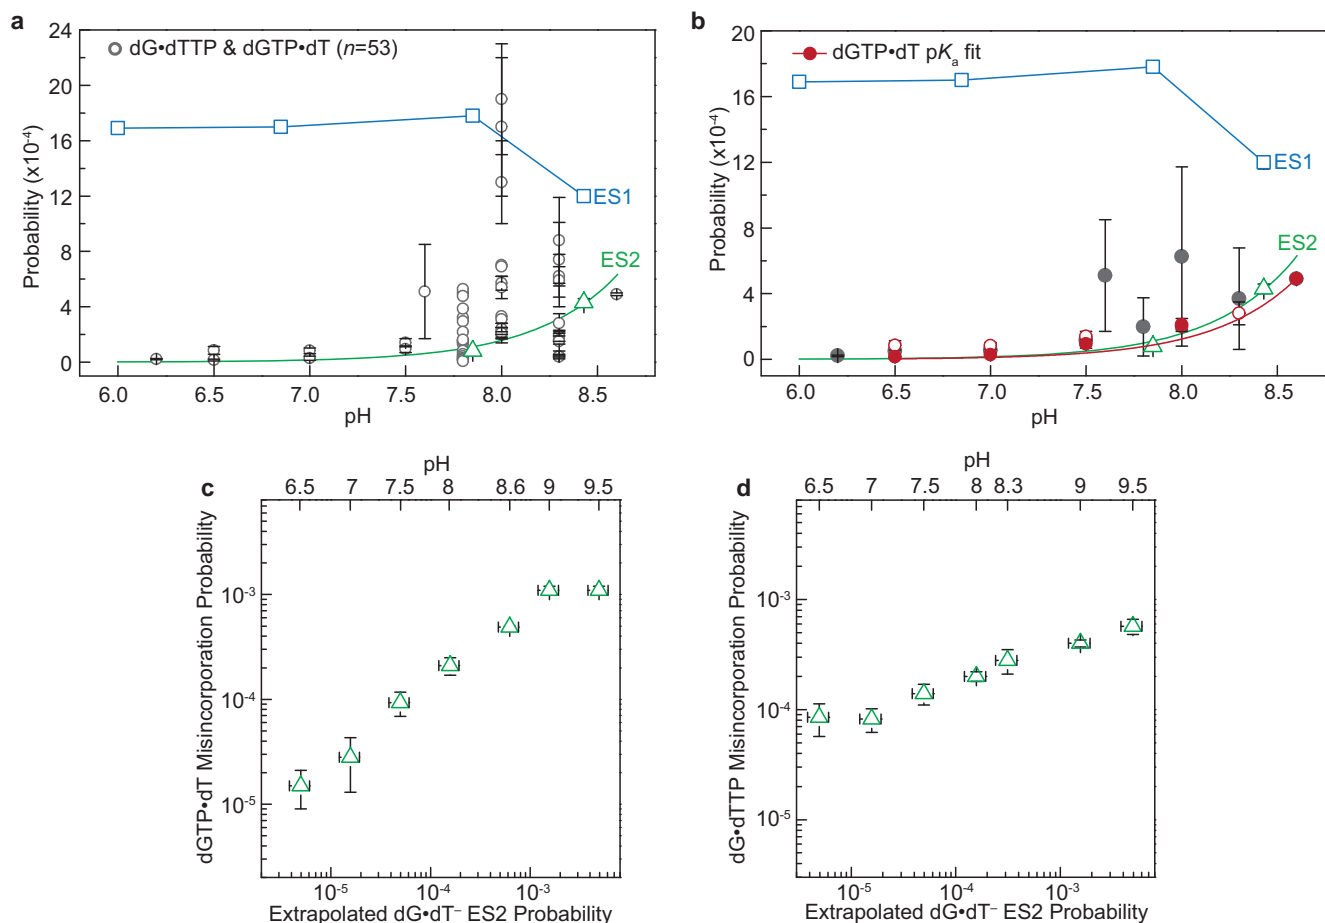 a
24
20
16
12
8
4
0
Probability (x10⁻⁴)
dG•dTTP & dGTP•dT (n=53)
ES1
ES2
6.0 6.5 7.0 7.5 8.0 8.5
pH
b
20
16
12
8
4
0
Probability (x10⁻⁴)
dGTP•dT pKₐ fit
ES1
ES2
6.0 6.5 7.0 7.5 8.0 8.5
pH
c
pH
6.5 7 7.5 8 8.6 9 9.5
dGTP•dT Misincorporation Probability
10⁻³
10⁻⁴
10⁻⁵
10⁻⁵ 10⁻⁴ 10⁻³
Extrapolated dG•dT⁻ ES2 Probability
d
pH
6.5 7 7.5 8 8.3 9 9.5
dG•dTTP Misincorporation Probability
10⁻³
10⁻⁴
10⁻⁵
10⁻⁵ 10⁻⁴ 10⁻³
Extrapolated dG•dT⁻ ES2 Probability